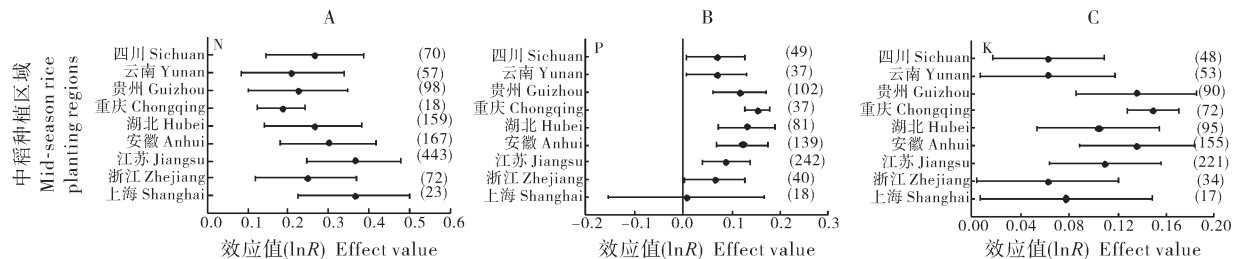 A
B
C
中稻种植区域
Mid-season rice
planting regions
N
四川 Sichuan (70)
云南 Yunan (57)
贵州 Guizhou (98)
重庆 Chongqing (18)
湖北 Hubei (159)
安徽 Anhui (167)
江苏 Jiangsu (443)
浙江 Zhejiang (72)
上海 Shanghai (23)
0.0 0.1 0.2 0.3 0.4 0.5 0.6
效应值(lnR) Effect value
P
四川 Sichuan (49)
云南 Yunan (37)
贵州 Guizhou (102)
重庆 Chongqing (37)
湖北 Hubei (81)
安徽 Anhui (139)
江苏 Jiangsu (242)
浙江 Zhejiang (40)
上海 Shanghai (18)
−0.2 −0.1 0.0 0.1 0.2 0.3
效应值(lnR) Effect value
K
四川 Sichuan (48)
云南 Yunan (53)
贵州 Guizhou (90)
重庆 Chongqing (72)
湖北 Hubei (95)
安徽 Anhui (155)
江苏 Jiangsu (221)
浙江 Zhejiang (34)
上海 Shanghai (17)
0.00 0.04 0.08 0.12 0.16 0.20
效应值(lnR) Effect value